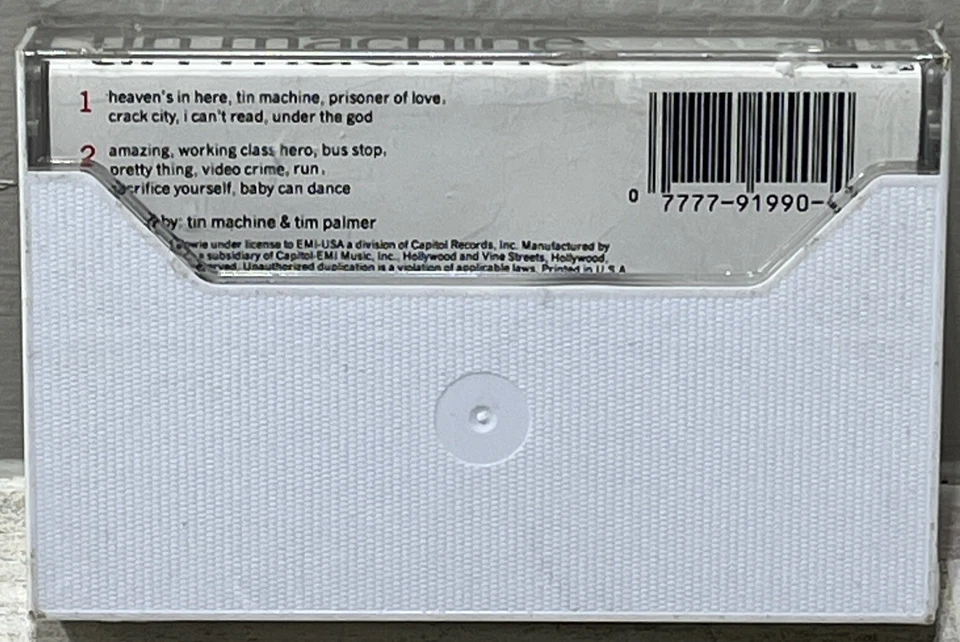 tin machine
1 heaven's in here, tin machine, prisoner of love,
crack city, i can't read, under the god
2 amazing, working class hero, bus stop,
pretty thing, video crime, run,
sacrifice yourself, baby can dance
by: tin machine & tim palmer
under license to EMI-USA a division of Capitol Records, Inc. Manufactured by
a subsidiary of Capitol-EMI Music, Inc., Hollywood and Vine Streets, Hollywood,
Unauthorized duplication is a violation of applicable laws. Printed in U.S.A.
0 7777-91990-